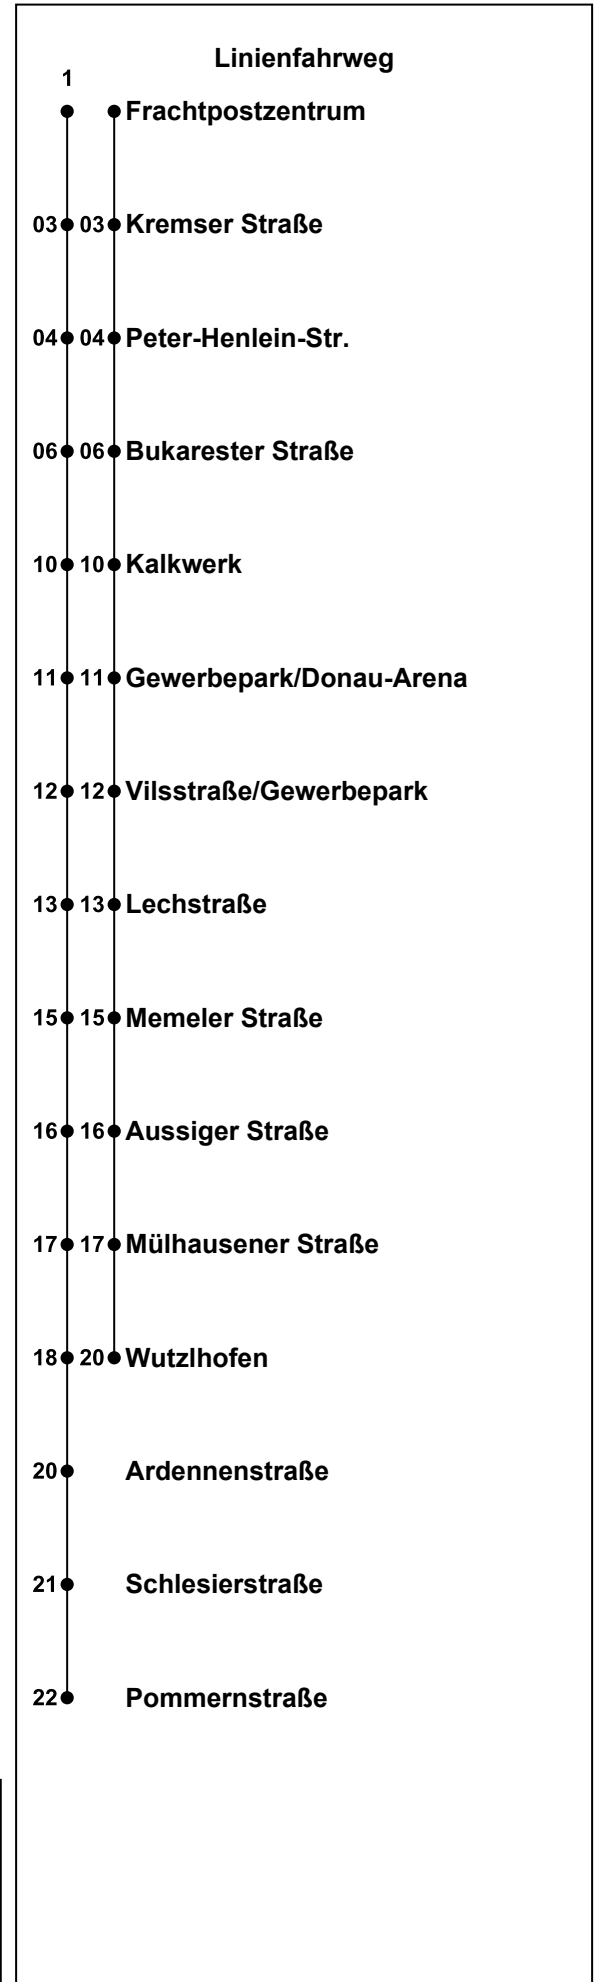 Linienfahrweg
1
Frachtpostzentrum
03 03 Kremser Straße
04 04 Peter-Henlein-Str.
06 06 Bukarester Straße
10 10 Kalkwerk
11 11 Gewerbepark/Donau-Arena
12 12 Vilsstraße/Gewerbepark
13 13 Lechstraße
15 15 Memeler Straße
16 16 Aussiger Straße
17 17 Mülhausener Straße
18 20 Wutzlhofen
20 Ardennenstraße
21 Schlesierstraße
22 Pommernstraße